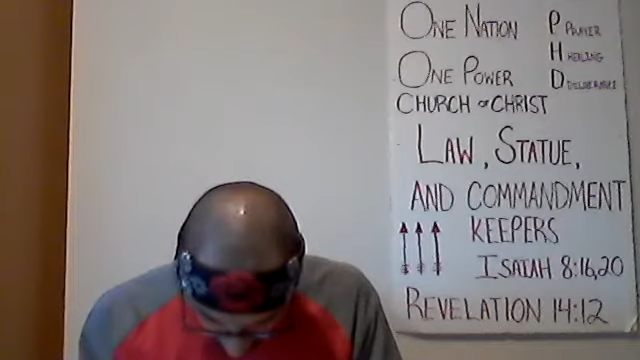 ONE NATION
P PRAYER
H HEALING
ONE POWER
D DELIVERANCE
CHURCH OF CHRIST
LAW, STATUE,
AND COMMANDMENT
KEEPERS
ISAIAH 8:16,20
REVELATION 14:12